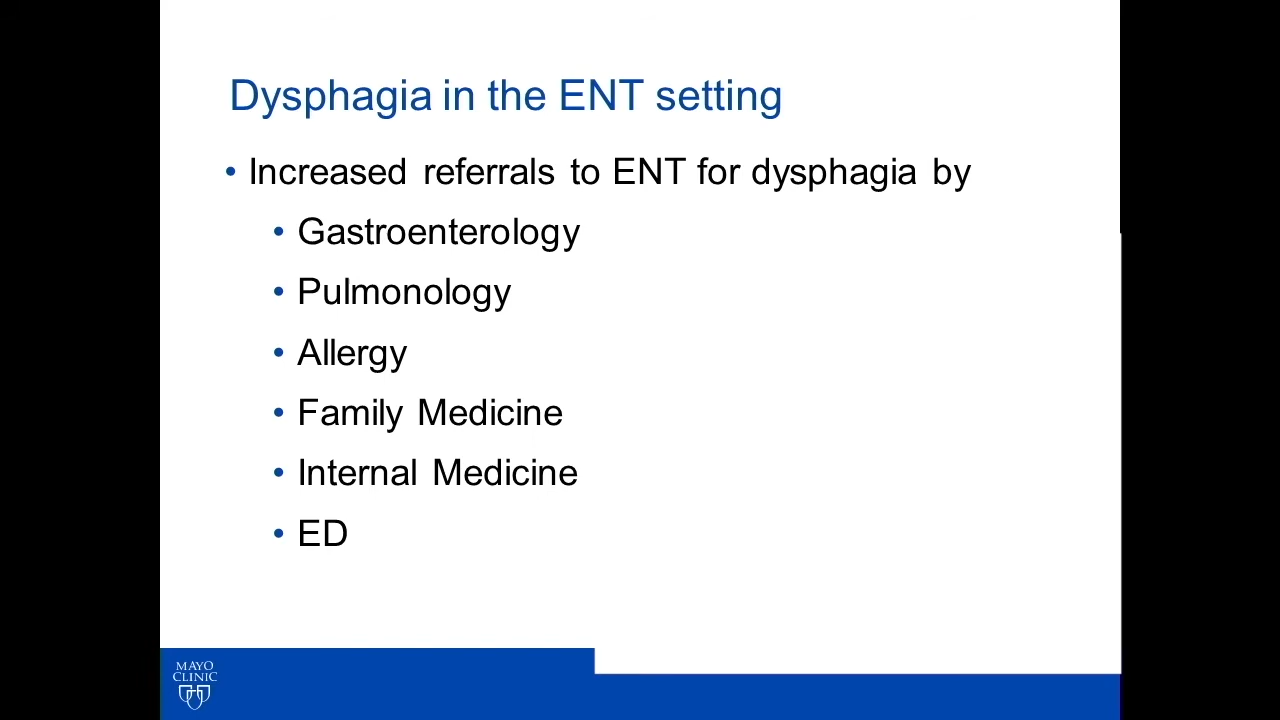 Dysphagia in the ENT setting
• Increased referrals to ENT for dysphagia by
• Gastroenterology
• Pulmonology
• Allergy
• Family Medicine
• Internal Medicine
• ED
MAYO
CLINIC